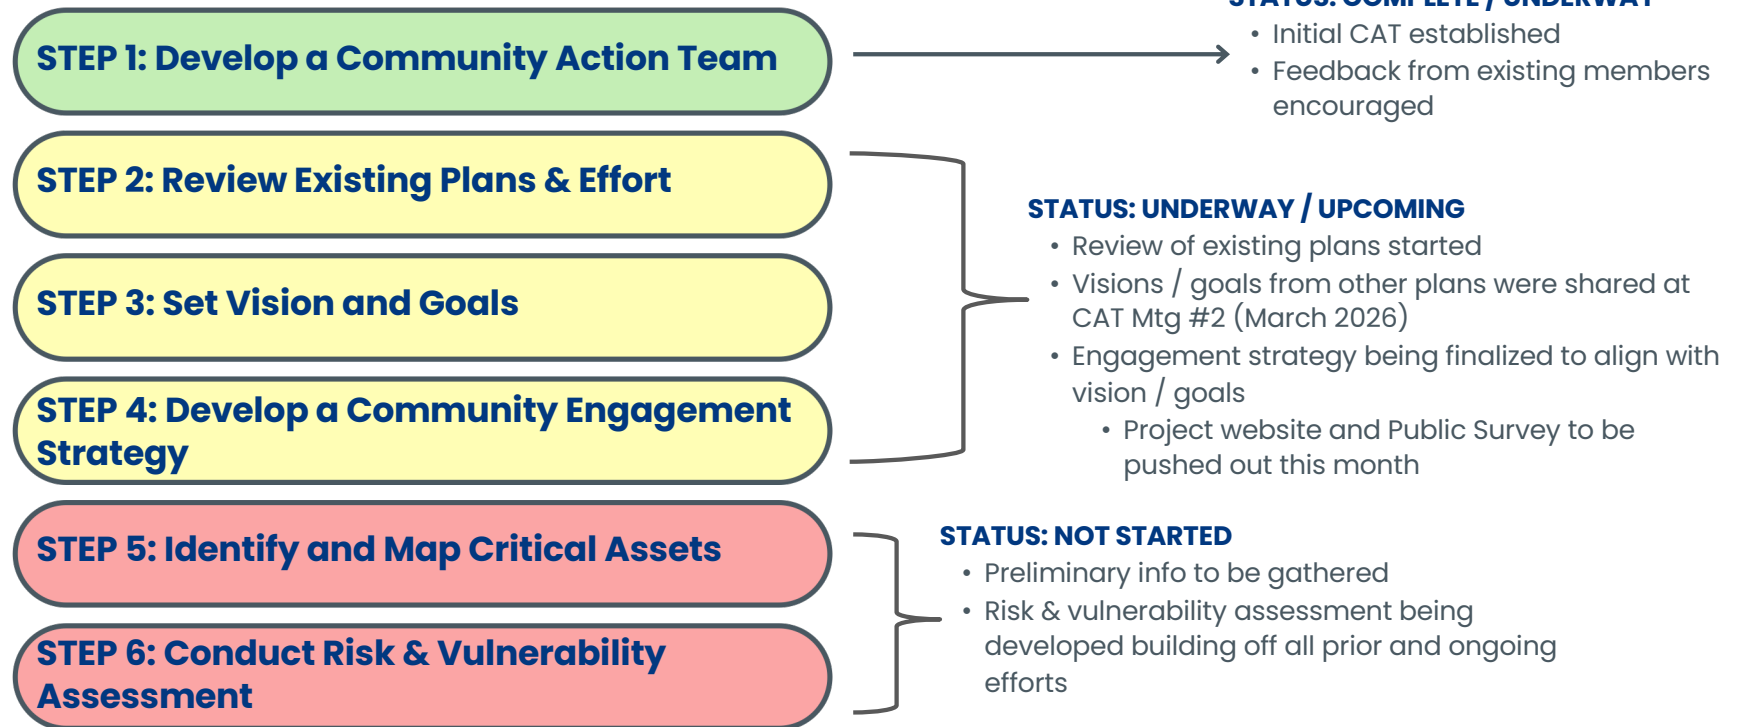 STATUS: COMPLETE / UNDERWAY
STEP 1: Develop a Community Action Team
• Initial CAT established
• Feedback from existing members
encouraged
STEP 2: Review Existing Plans & Effort
STEP 3: Set Vision and Goals
STEP 4: Develop a Community Engagement
Strategy
STATUS: UNDERWAY / UPCOMING
• Review of existing plans started
• Visions / goals from other plans were shared at
CAT Mtg #2 (March 2026)
• Engagement strategy being finalized to align with
vision / goals
• Project website and Public Survey to be
pushed out this month
STEP 5: Identify and Map Critical Assets
STEP 6: Conduct Risk & Vulnerability
Assessment
STATUS: NOT STARTED
• Preliminary info to be gathered
• Risk & vulnerability assessment being
developed building off all prior and ongoing
efforts